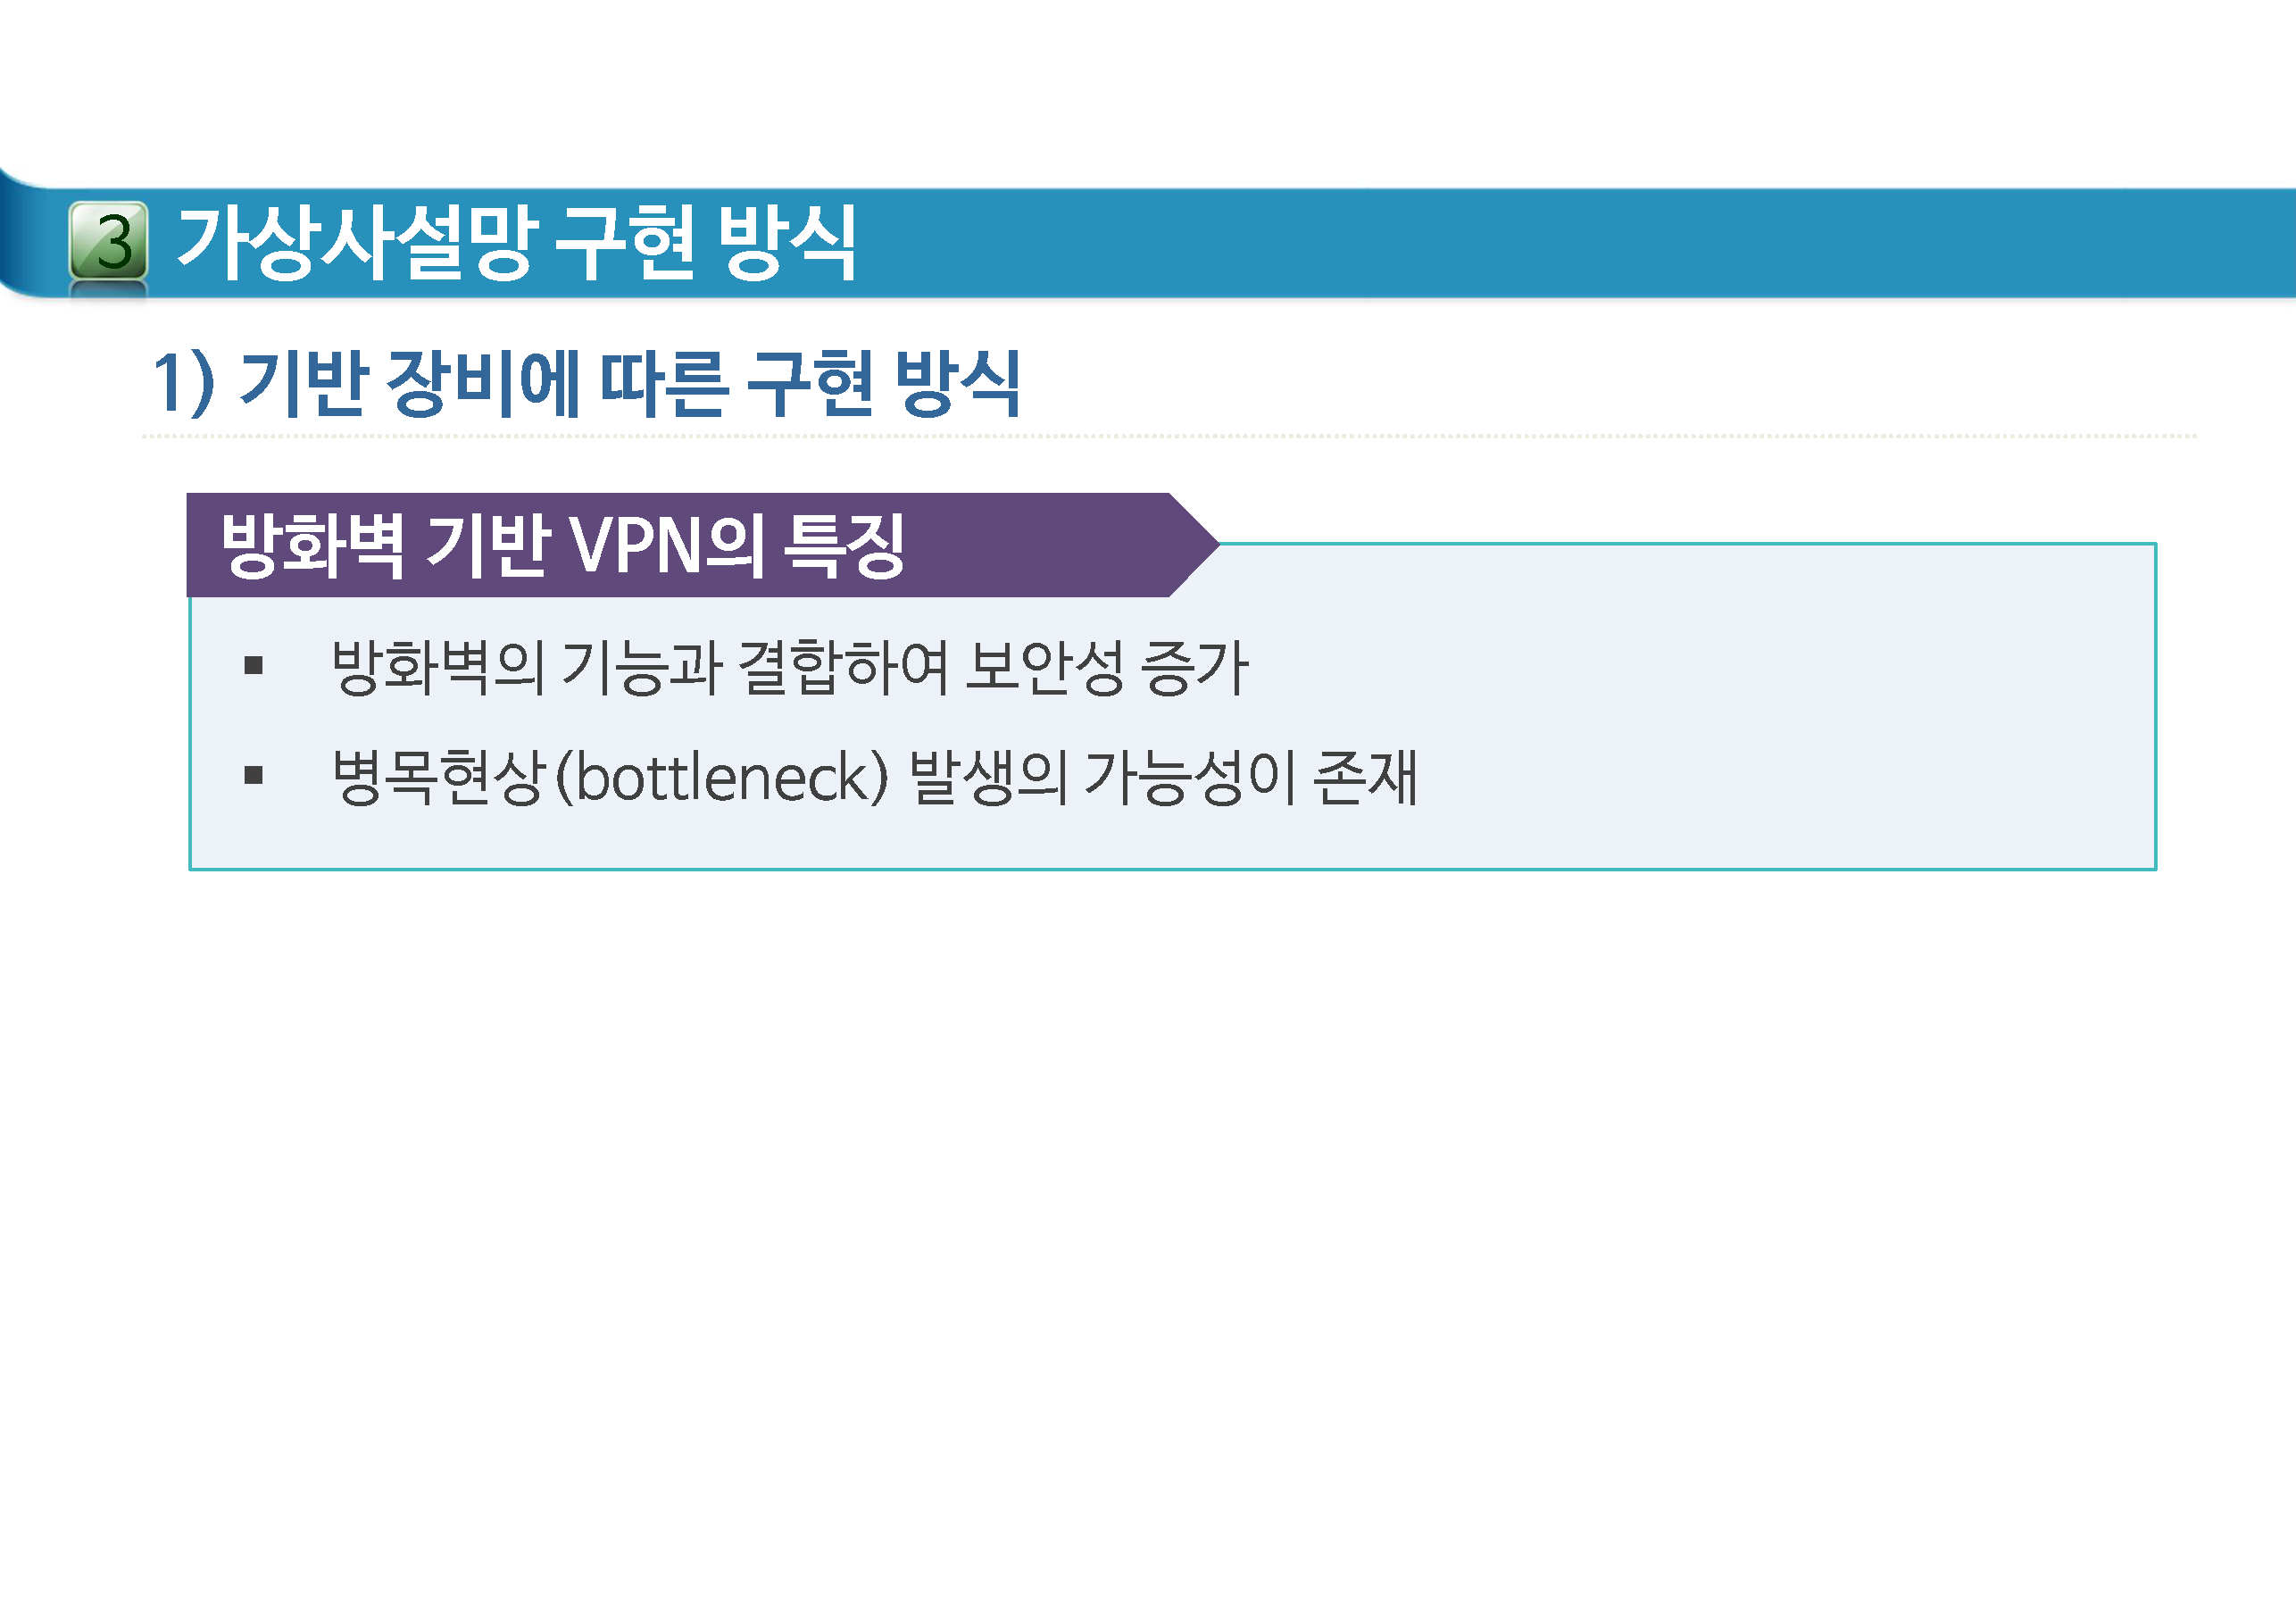 3 가상사설망 구현 방식
1) 기반 장비에 따른 구현 방식
방화벽 기반 VPN의 특징
▪ 방화벽의 기능과 결합하여 보안성 증가
▪ 병목현상(bottleneck) 발생의 가능성이 존재